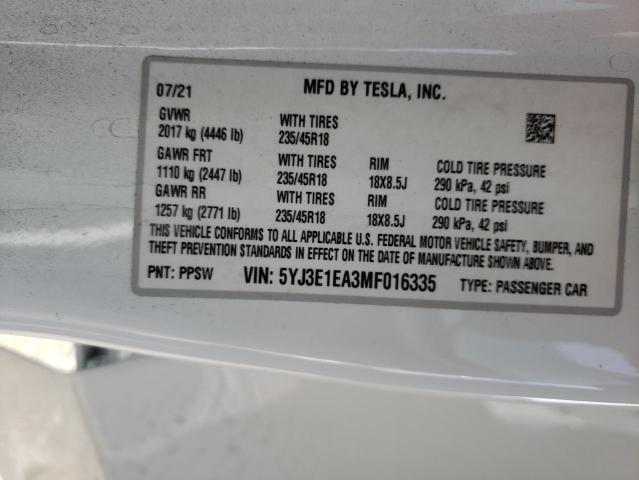 07/21 MFD BY TESLA, INC.
GVWR WITH TIRES
2017 kg (4446 lb) 235/45R18
GAWR FRT WITH TIRES RIM COLD TIRE PRESSURE
1110 kg (2447 lb) 235/45R18 18X8.5J 290 kPa, 42 psi
GAWR RR WITH TIRES RIM COLD TIRE PRESSURE
1257 kg (2771 lb) 235/45R18 18X8.5J 290 kPa, 42 psi
THIS VEHICLE CONFORMS TO ALL APPLICABLE U.S. FEDERAL MOTOR VEHICLE SAFETY, BUMPER, AND
THEFT PREVENTION STANDARDS IN EFFECT ON THE DATE OF MANUFACTURE SHOWN ABOVE.
PNT: PPSW VIN: 5YJ3E1EA3MF016335 TYPE: PASSENGER CAR